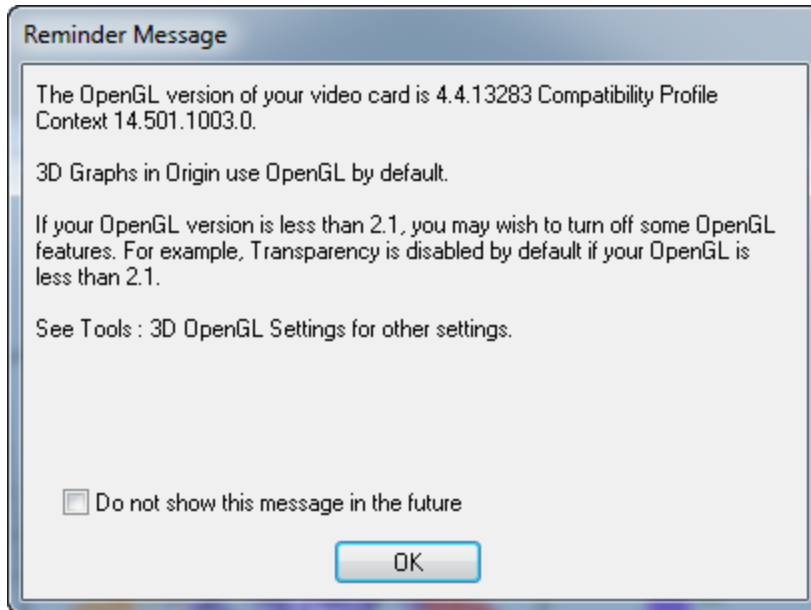 Reminder Message
The OpenGL version of your video card is 4.4.13283 Compatibility Profile
Context 14.501.1003.0.
3D Graphs in Origin use OpenGL by default.
If your OpenGL version is less than 2.1, you may wish to turn off some OpenGL
features. For example, Transparency is disabled by default if your OpenGL is
less than 2.1.
See Tools : 3D OpenGL Settings for other settings.
Do not show this message in the future
OK